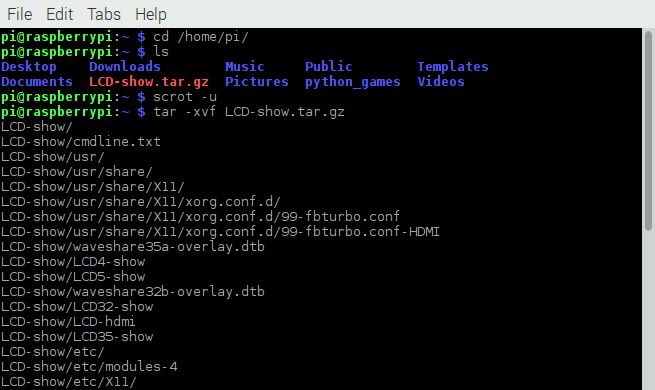 File Edit Help
pi@raspberrypi:~ $ cd /home/pi/
pi@raspberrypi:~ $ ls
Desktop Downloads Music Public Templates
Documents LCD-show.tar.gz Pictures python_games Videos
pi@raspberrypi:~ $ scrot -u
pi@raspberrypi:~ $ tar -xvf LCD-show.tar.gz
LCD-show/
LCD-show/cmdline.txt
LCD-show/usr/
LCD-show/usr/share/
LCD-show/usr/share/X11/
LCD-show/usr/share/X11/xorg.conf.d/
LCD-show/usr/share/X11/xorg.conf.d/99-fbturbo.conf
LCD-show/usr/share/X11/xorg.conf.d/99-fbturbo.conf-HDMI
LCD-show/waveshare35a-overlay.dtb
LCD-show/LCD4-show
LCD-show/LCD5-show
LCD-show/waveshare32b-overlay.dtb
LCD-show/LCD32-show
LCD-show/LCD-hdmi
LCD-show/LCD35-show
LCD-show/etc/
LCD-show/etc/modules-4
LCD-show/etc/X11/